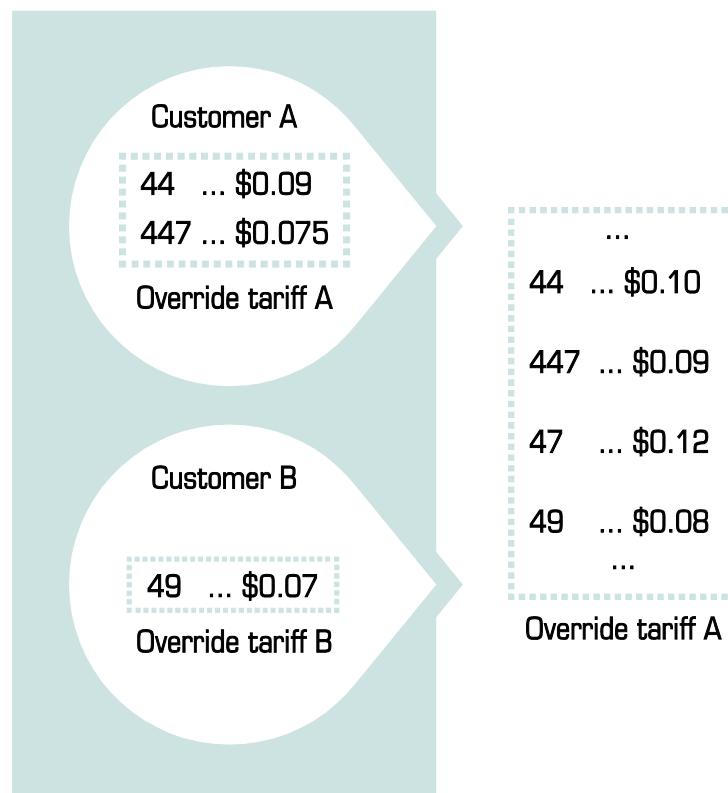 Customer A
44 ... $0.09
447 ... $0.075
Override tariff A
Customer B
49 ... $0.07
Override tariff B
...
44 ... $0.10
447 ... $0.09
47 ... $0.12
49 ... $0.08
...
Override tariff A